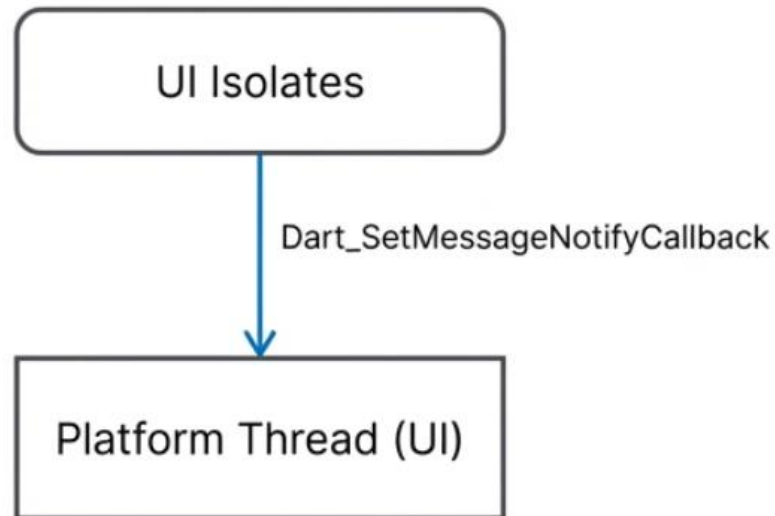 UI Isolates
Dart_SetMessageNotifyCallback
Platform Thread (UI)